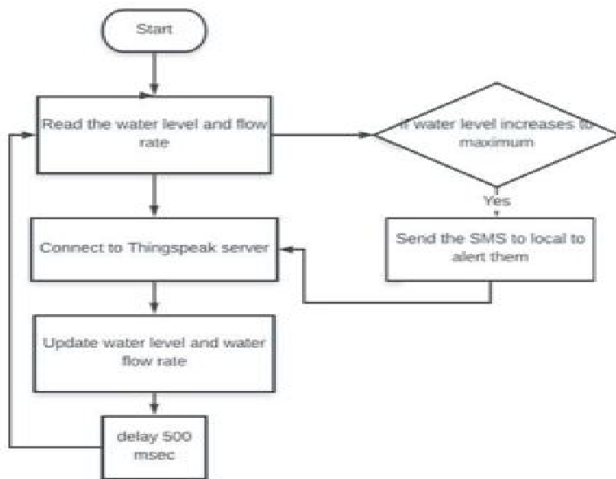 Start
Read the water level and flow
rate
If water level increases to
maximum
Yes
Connect to Thingspeak server
Send the SMS to local to
alert them
Update water level and water
flow rate
delay 500
msec